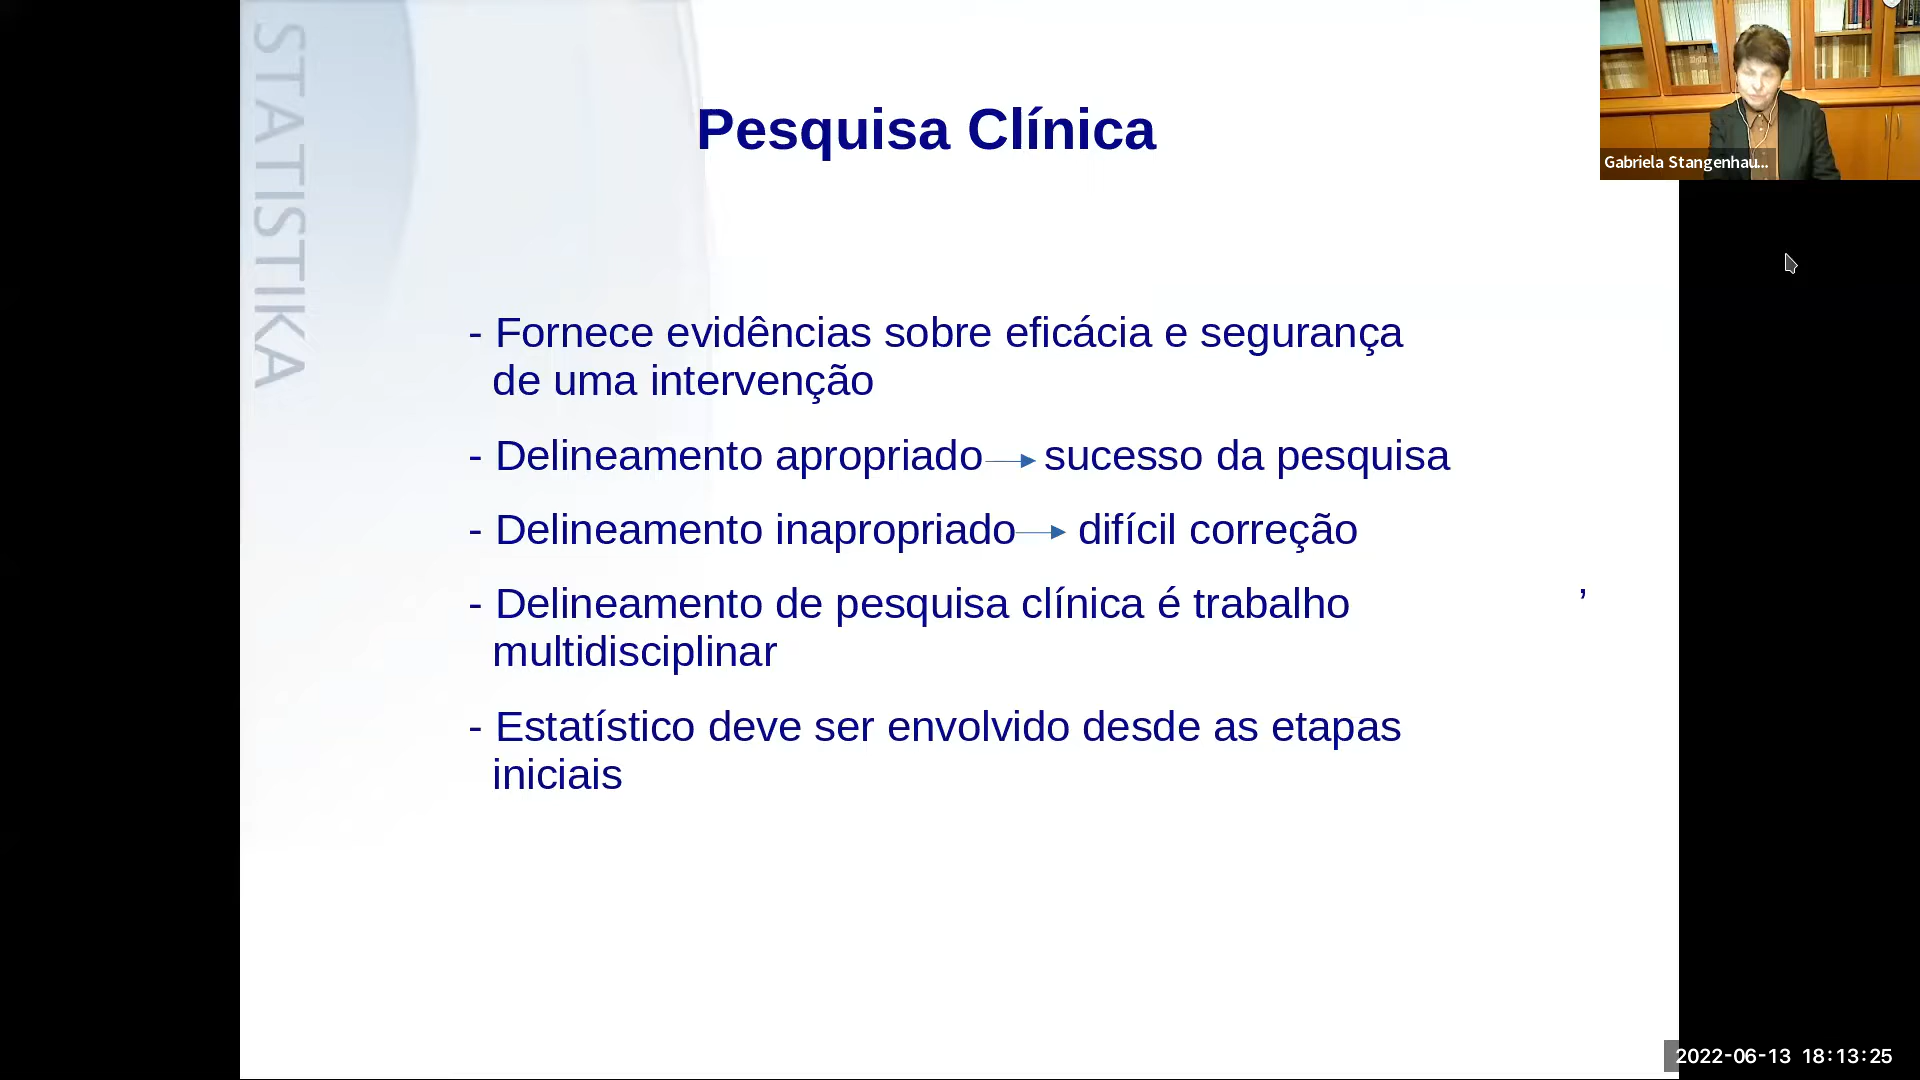 STATISTIKA
Pesquisa Clínica
Gabriela Stangenhau...
- Fornece evidências sobre eficácia e segurança
de uma intervenção
- Delineamento apropriado sucesso da pesquisa
- Delineamento inapropriado difícil correção
- Delineamento de pesquisa clínica é trabalho ’
multidisciplinar
- Estatístico deve ser envolvido desde as etapas
iniciais
2022-06-13 18:13:25